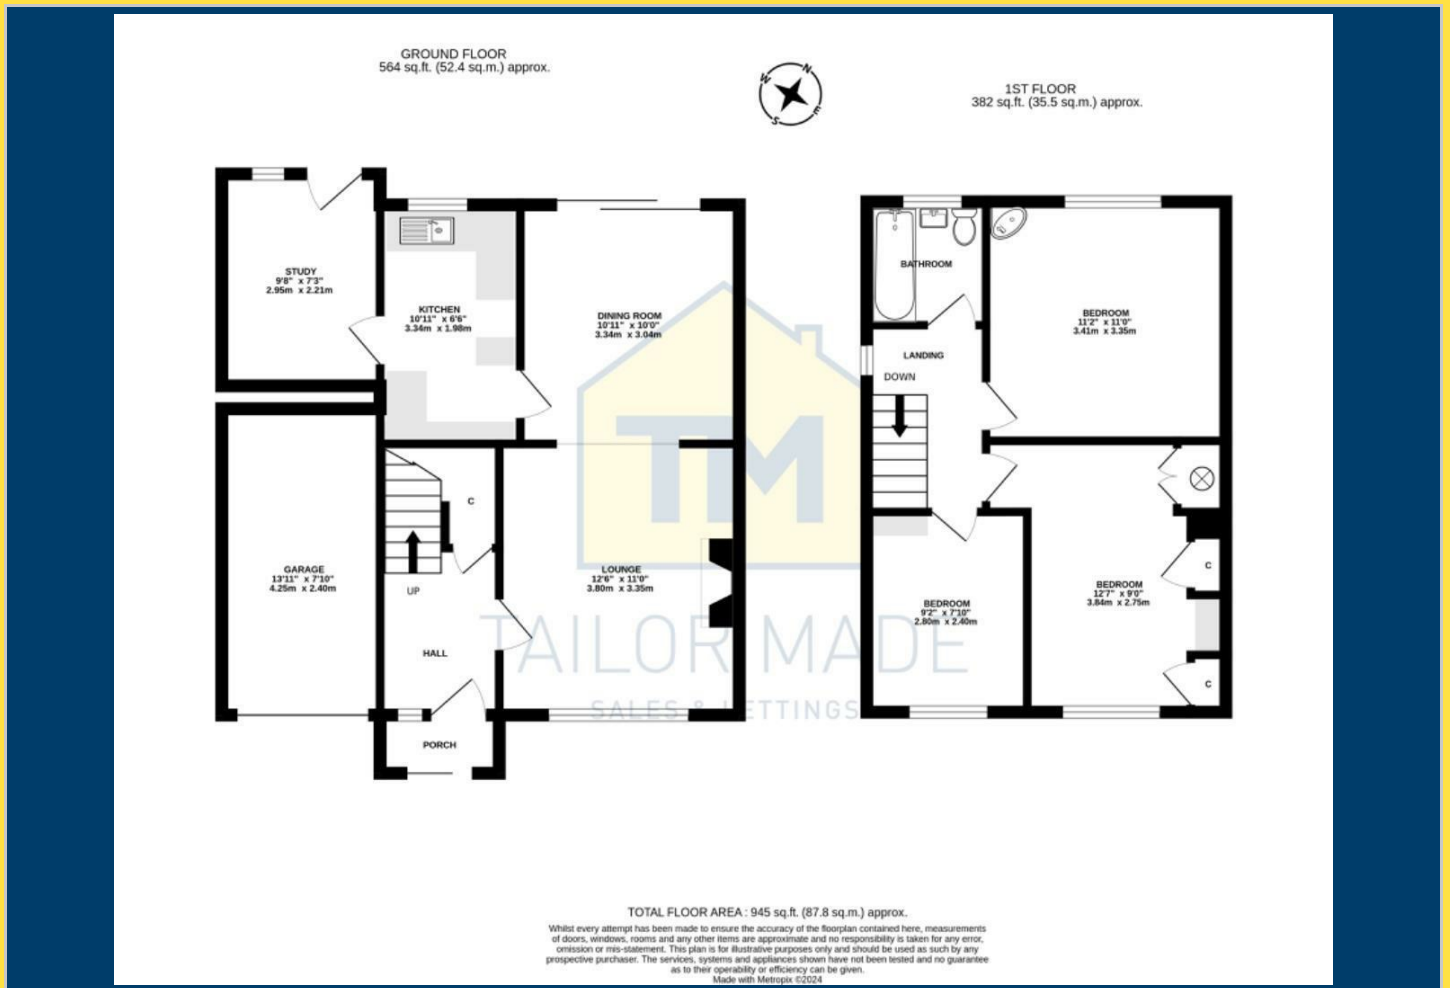 GROUND FLOOR
564 sq.ft. (52.4 sq.m.) approx.
N
W
E
S
1ST FLOOR
382 sq.ft. (35.5 sq.m.) approx.
STUDY
9'8" x 7'3"
2.95m x 2.21m
KITCHEN
10'11" x 6'6"
3.34m x 1.98m
DINING ROOM
10'11" x 10'0"
3.34m x 3.04m
BATHROOM
BEDROOM
11'2" x 11'0"
3.41m x 3.35m
LANDING
DOWN
TM
C
GARAGE
13'11" x 7'10"
4.25m x 2.40m
UP
LOUNGE
12'6" x 11'0"
3.80m x 3.35m
HALL
BEDROOM
9'2" x 7'10"
2.80m x 2.40m
BEDROOM
12'7" x 9'0"
3.84m x 2.75m
C
C
TAILOR MADE
SALES & LETTINGS
PORCH
TOTAL FLOOR AREA : 945 sq.ft. (87.8 sq.m.) approx.
Whilst every attempt has been made to ensure the accuracy of the floorplan contained here, measurements
of doors, windows, rooms and any other items are approximate and no responsibility is taken for any error,
omission or mis-statement. This plan is for illustrative purposes only and should be used as such by any
prospective purchaser. The services, systems and appliances shown have not been tested and no guarantee
as to their operability or efficiency can be given.
Made with Metropix ©2024